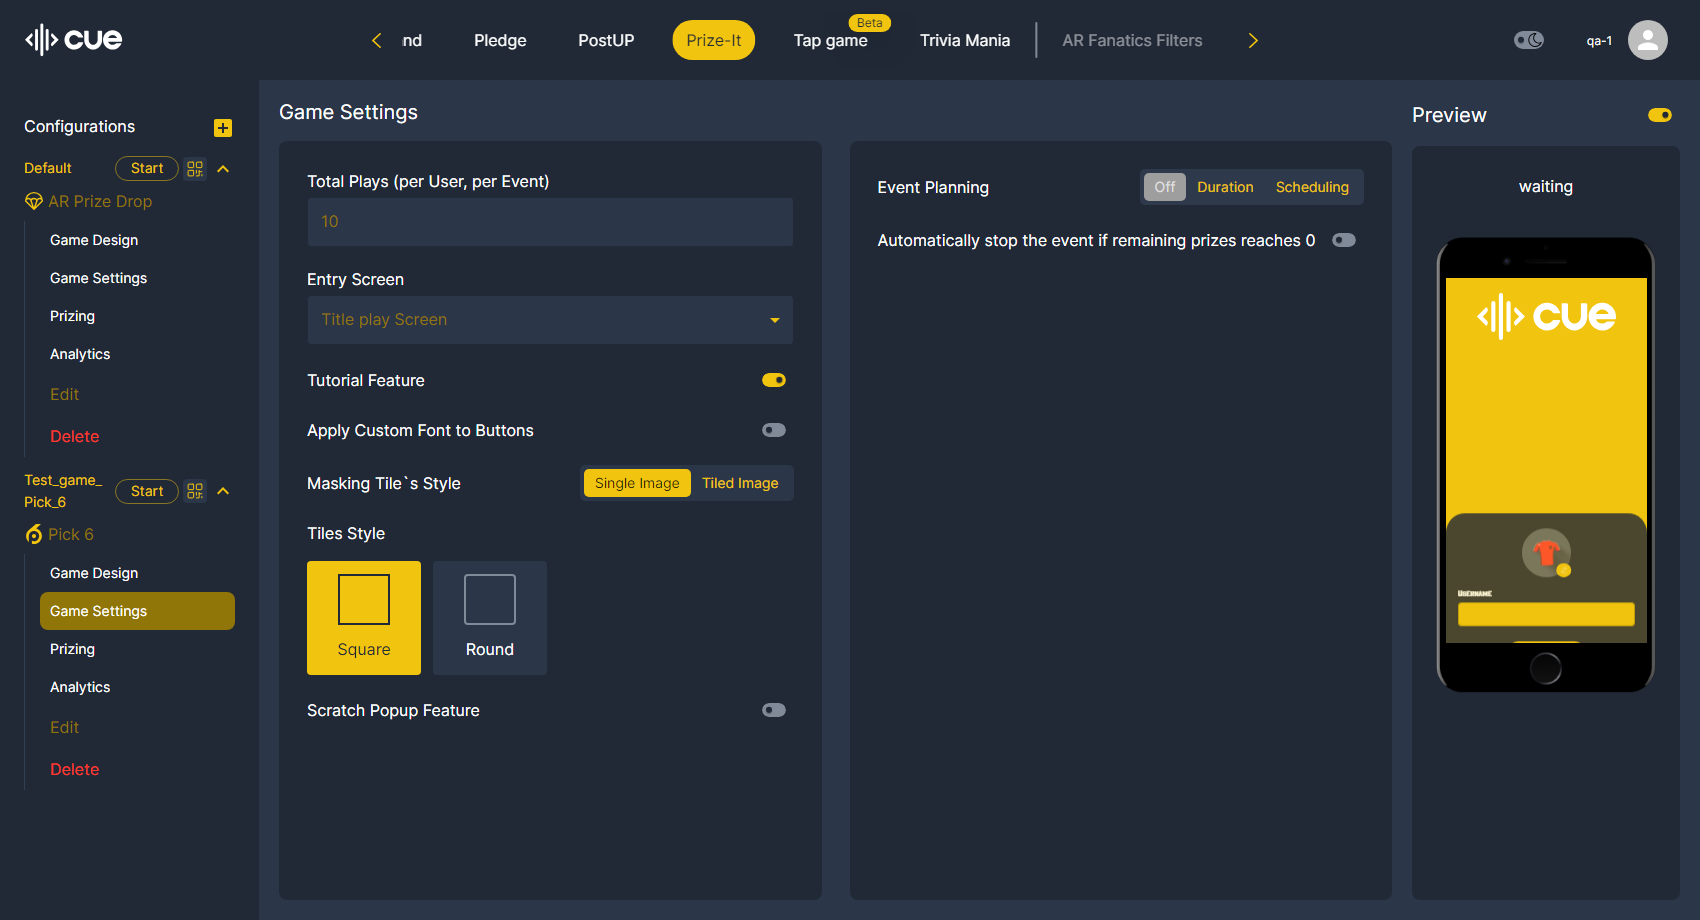 cue
nd
Pledge
PostUP
Prize-It
Beta
Tap game
Trivia Mania
AR Fanatics Filters
qa-1
Configurations
Default
Start
AR Prize Drop
Game Design
Game Settings
Prizing
Analytics
Edit
Delete
Test_game_
Pick_6
Start
Pick 6
Game Design
Game Settings
Prizing
Analytics
Edit
Delete
Game Settings
Total Plays (per User, per Event)
10
Entry Screen
Title play Screen
Tutorial Feature
Apply Custom Font to Buttons
Masking Tile`s Style
Single Image
Tiled Image
Tiles Style
Square
Round
Scratch Popup Feature
Event Planning
Off
Duration
Scheduling
Automatically stop the event if remaining prizes reaches 0
Preview
waiting
cue
Username